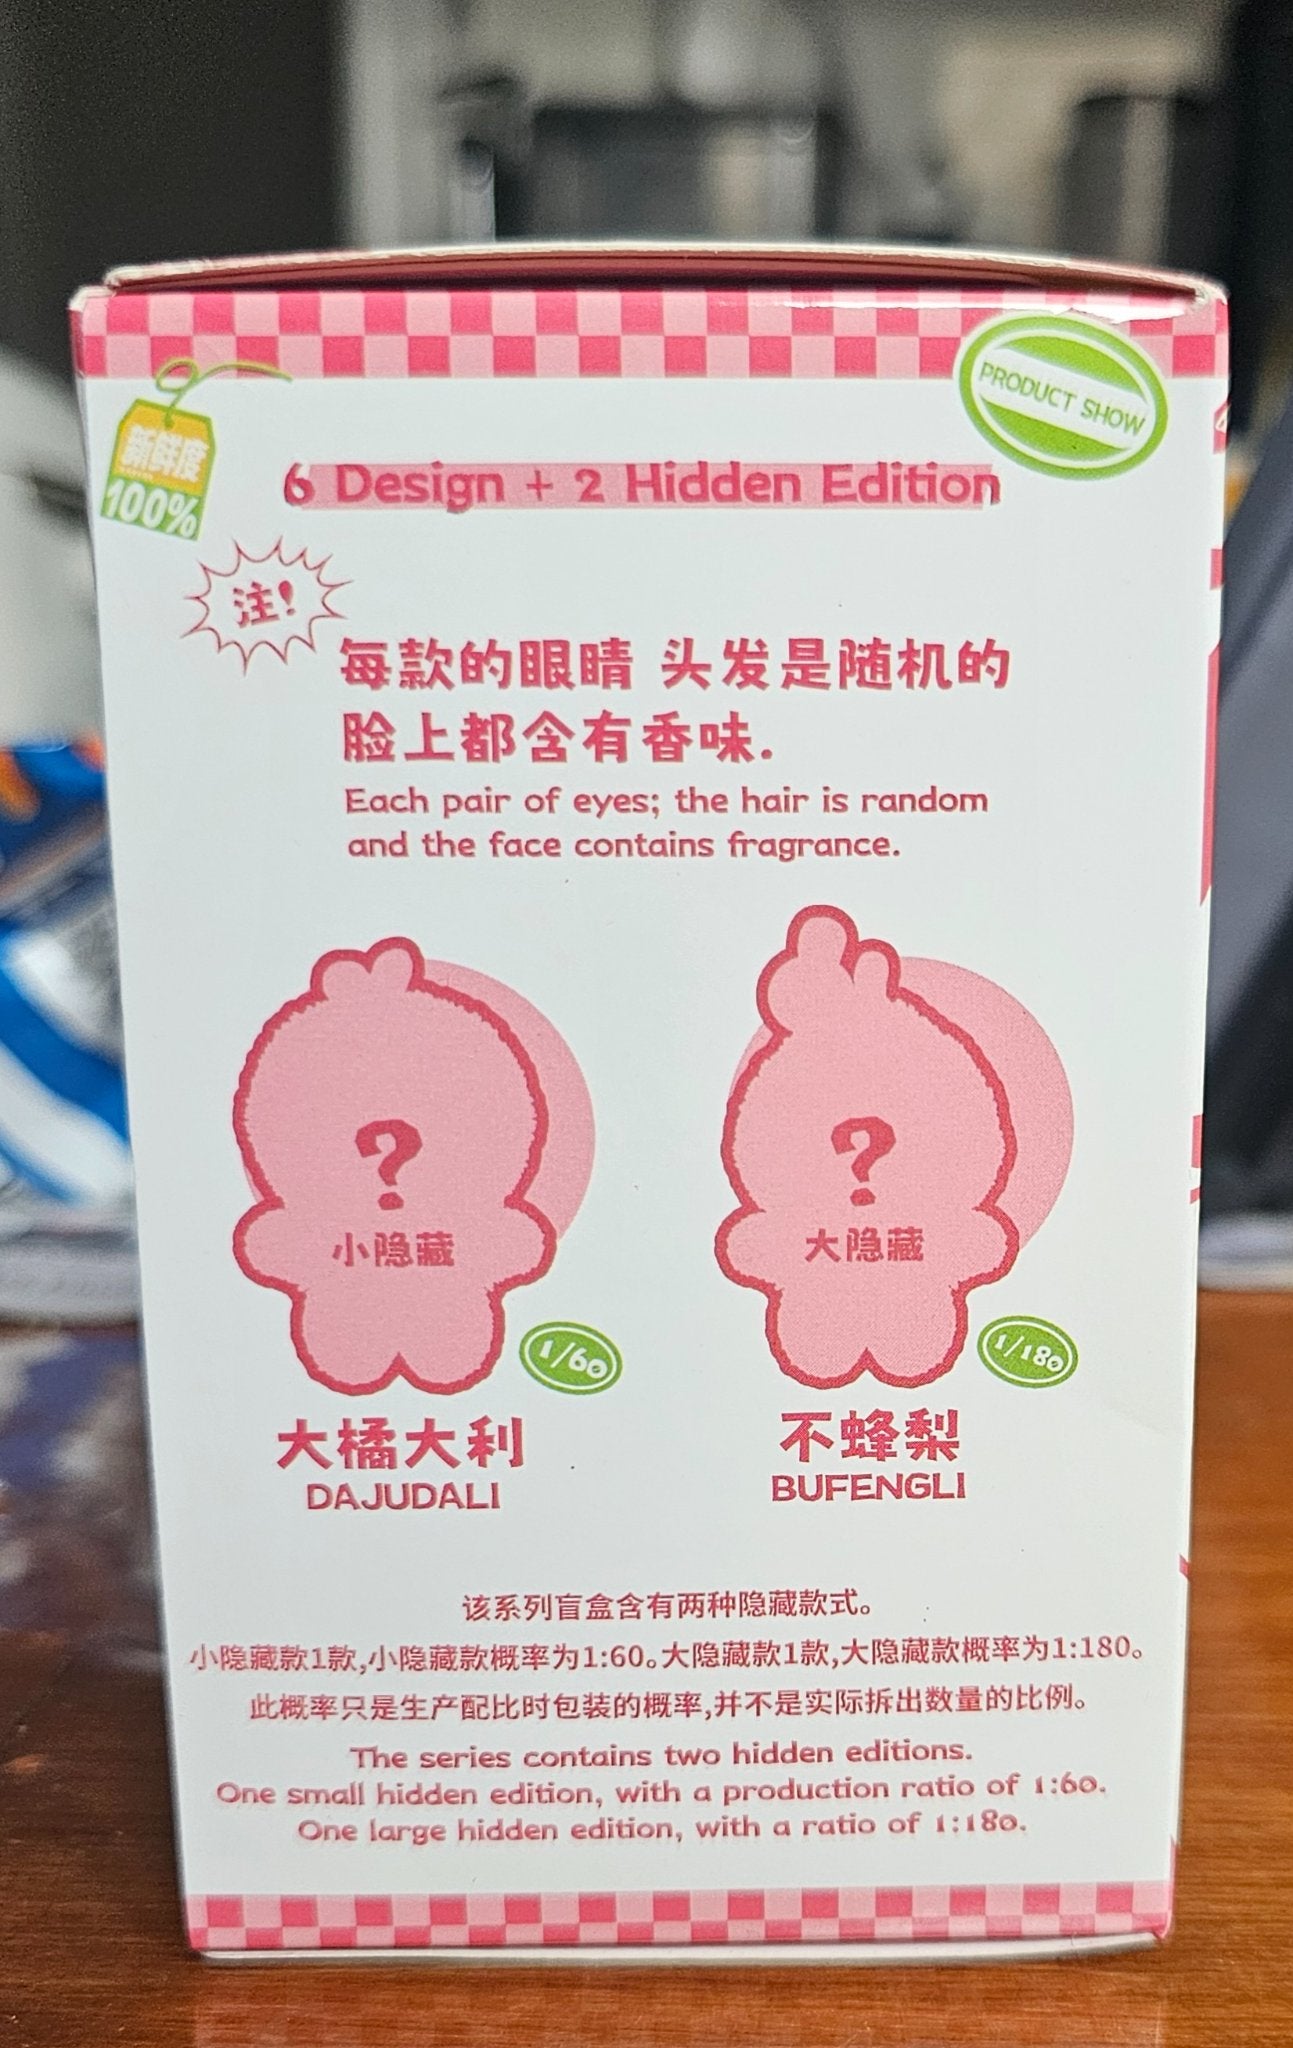 PRODUCT SHOW
新鲜度
100%
6 Design + 2 Hidden Edition
注!
每款的眼睛 头发是随机的
脸上都含有香味.
Each pair of eyes; the hair is random
and the face contains fragrance.
?
小隐藏
1/60
大橘大利
DAJUDALI
?
大隐藏
1/180
不蜂梨
BUFENGLI
该系列盲盒含有两种隐藏款式。
小隐藏款1款,小隐藏款概率为1:60。大隐藏款1款,大隐藏款概率为1:180。
此概率只是生产配比时包装的概率,并不是实际拆出数量的比例。
The series contains two hidden editions.
One small hidden edition, with a production ratio of 1:60.
One large hidden edition, with a ratio of 1:180.